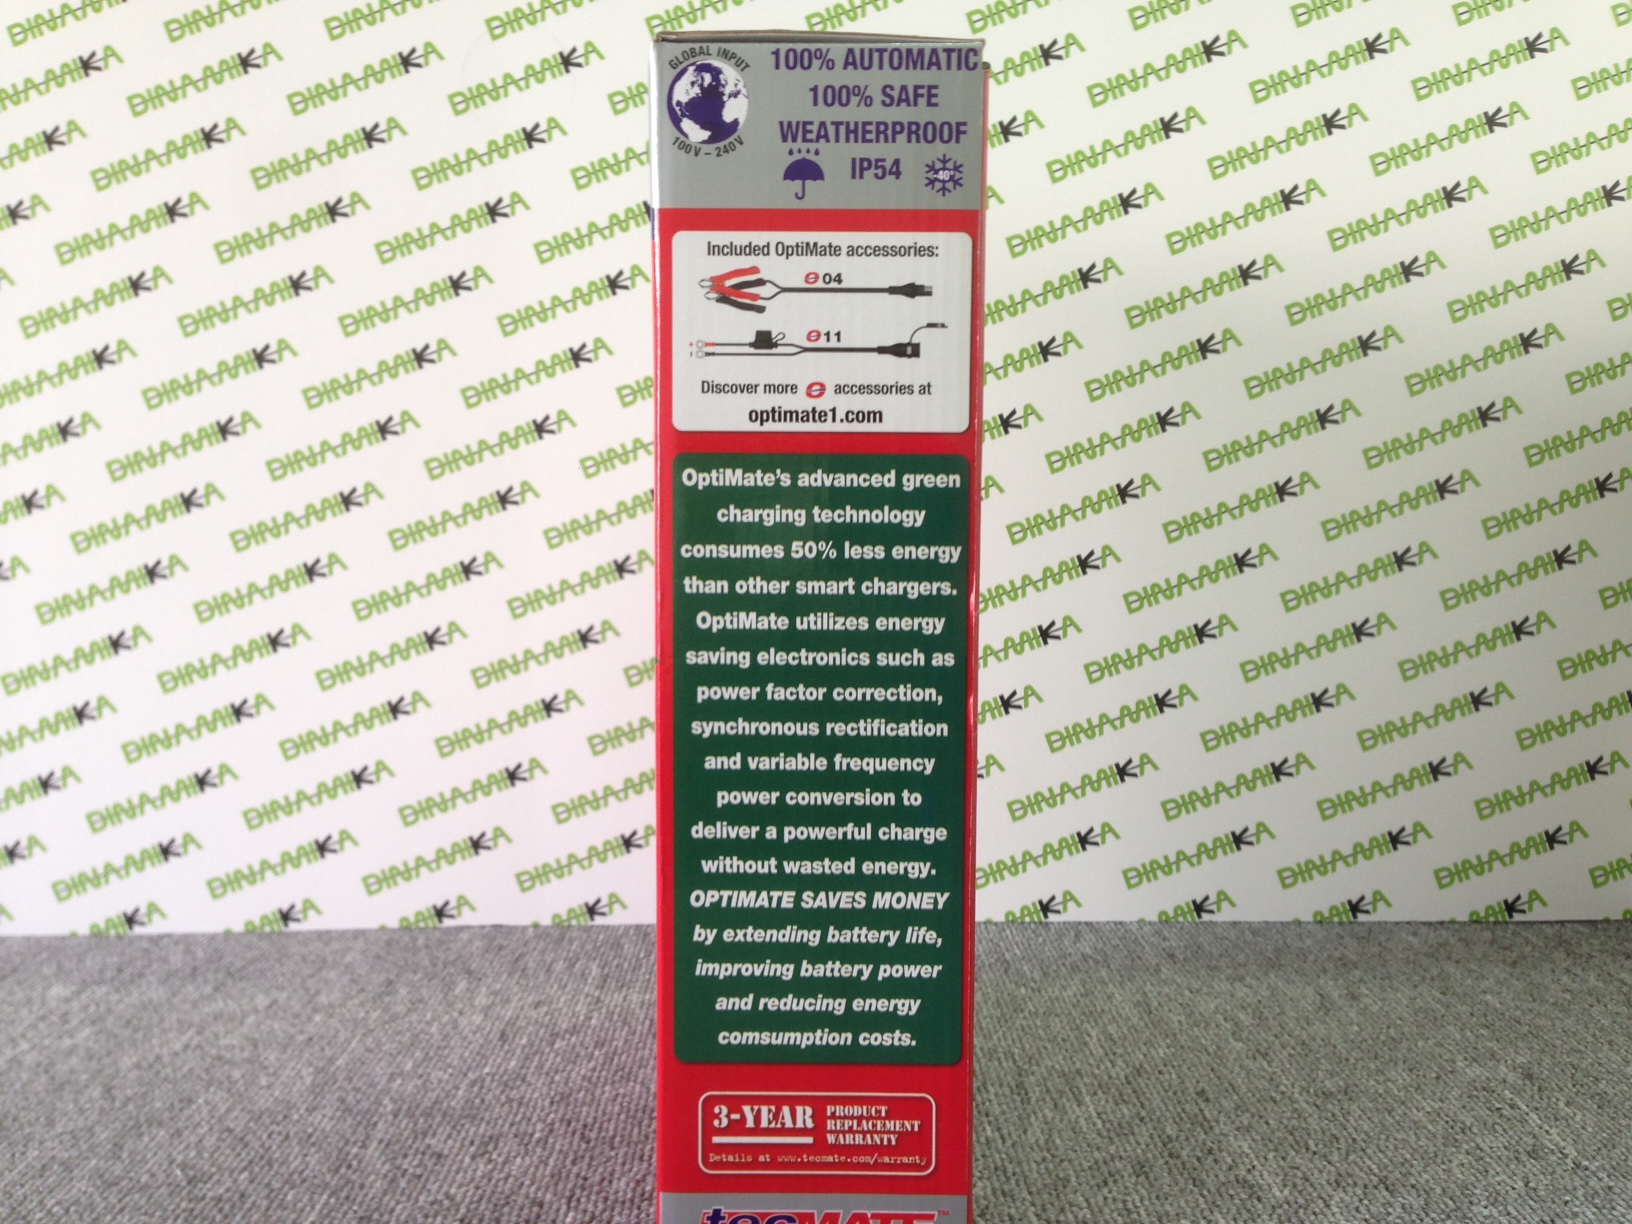 GLOBAL INPUT
100V – 240V
100% AUTOMATIC
100% SAFE
WEATHERPROOF
IP54
-40°
Included OptiMate accessories:
04
11
Discover more accessories at
optimate1.com
OptiMate's advanced green
charging technology
consumes 50% less energy
than other smart chargers.
OptiMate utilizes energy
saving electronics such as
power factor correction,
synchronous rectification
and variable frequency
power conversion to
deliver a powerful charge
without wasted energy.
OPTIMATE SAVES MONEY
by extending battery life,
improving battery power
and reducing energy
comsumption costs.
3-YEAR
PRODUCT
REPLACEMENT
WARRANTY
Details at www.tecmate.com/warranty
tecMATE™
DINAMIKA